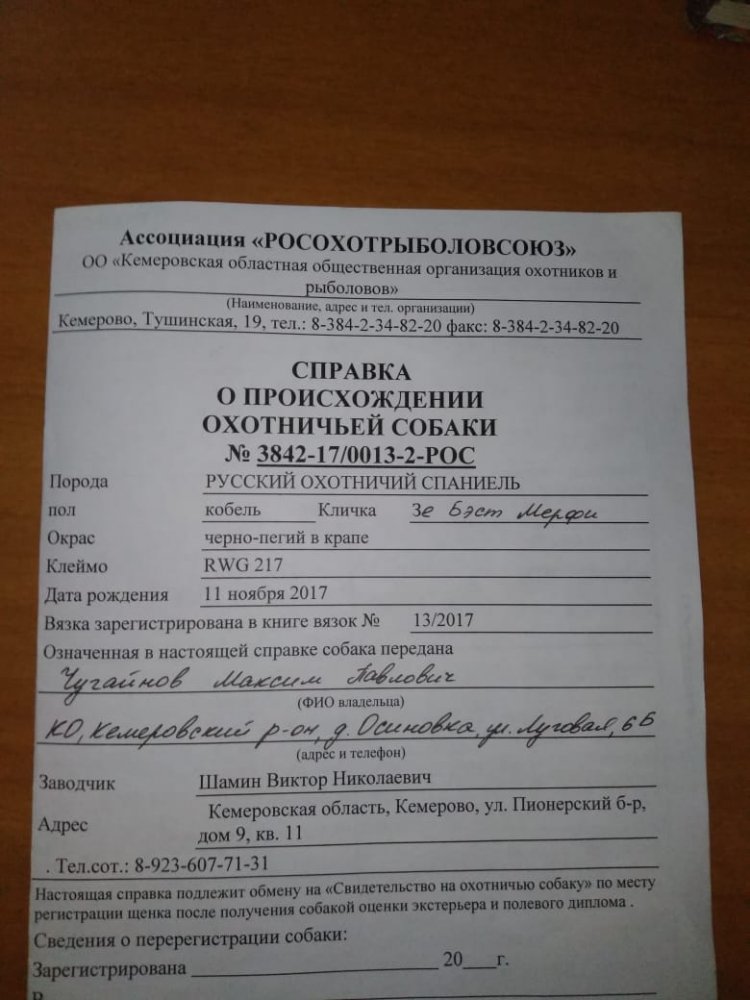 Ассоциация «РОСОХОТРЫБОЛОВСОЮЗ»
ОО «Кемеровская областная общественная организация охотников и
рыболовов»
(Наименование, адрес и тел. организации)
Кемерово, Тушинская, 19, тел.: 8-384-2-34-82-20 факс: 8-384-2-34-82-20
СПРАВКА
О ПРОИСХОЖДЕНИИ
ОХОТНИЧЬЕЙ СОБАКИ
№ 3842-17/0013-2-РОС
Порода РУССКИЙ ОХОТНИЧИЙ СПАНИЕЛЬ
пол кобель Кличка Зе Бэст Мерфи
Окрас черно-пегий в крапе
Клеймо RWG 217
Дата рождения 11 ноября 2017
Вязка зарегистрирована в книге вязок № 13/2017
Означенная в настоящей справке собака передана
Чугайнов Максим Павлович
(ФИО владельца)
КО, Кемеровский р-он, д. Осиновка, ул. Луговая, 6Б
(адрес и телефон)
Заводчик Шамин Виктор Николаевич
Адрес Кемеровская область, Кемерово, ул. Пионерский б-р,
дом 9, кв. 11
. Тел.сот.: 8-923-607-71-31
Настоящая справка подлежит обмену на «Свидетельство на охотничью собаку» по месту
регистрации щенка после получения собакой оценки экстерьера и полевого диплома .
Сведения о перерегистрации собаки:
Зарегистрирована ____ 20___г.